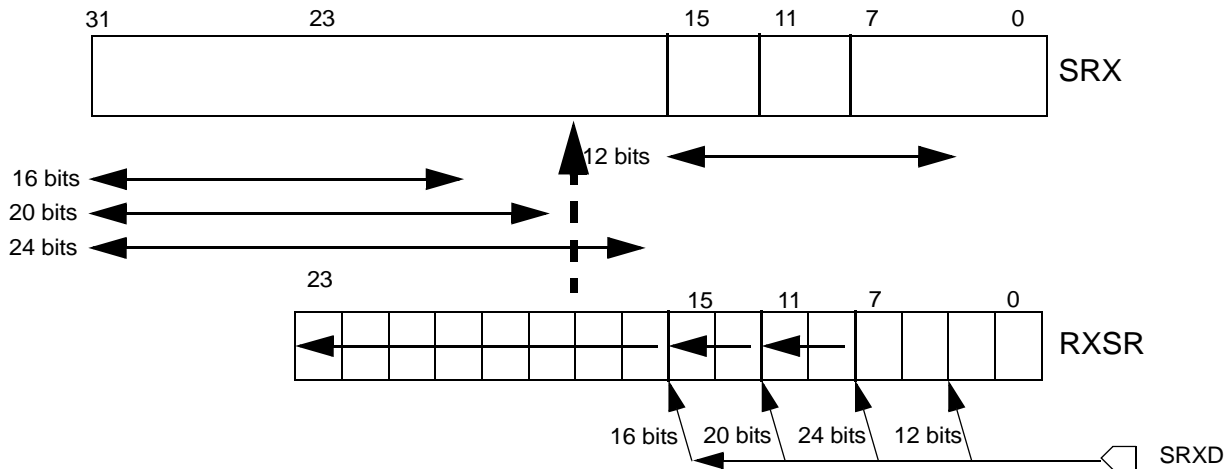 31 23 15 11 7 0
SRX
12 bits
16 bits
20 bits
24 bits
23
15 11 7 0
RXSR
16 bits 20 bits 24 bits 12 bits
SRXD